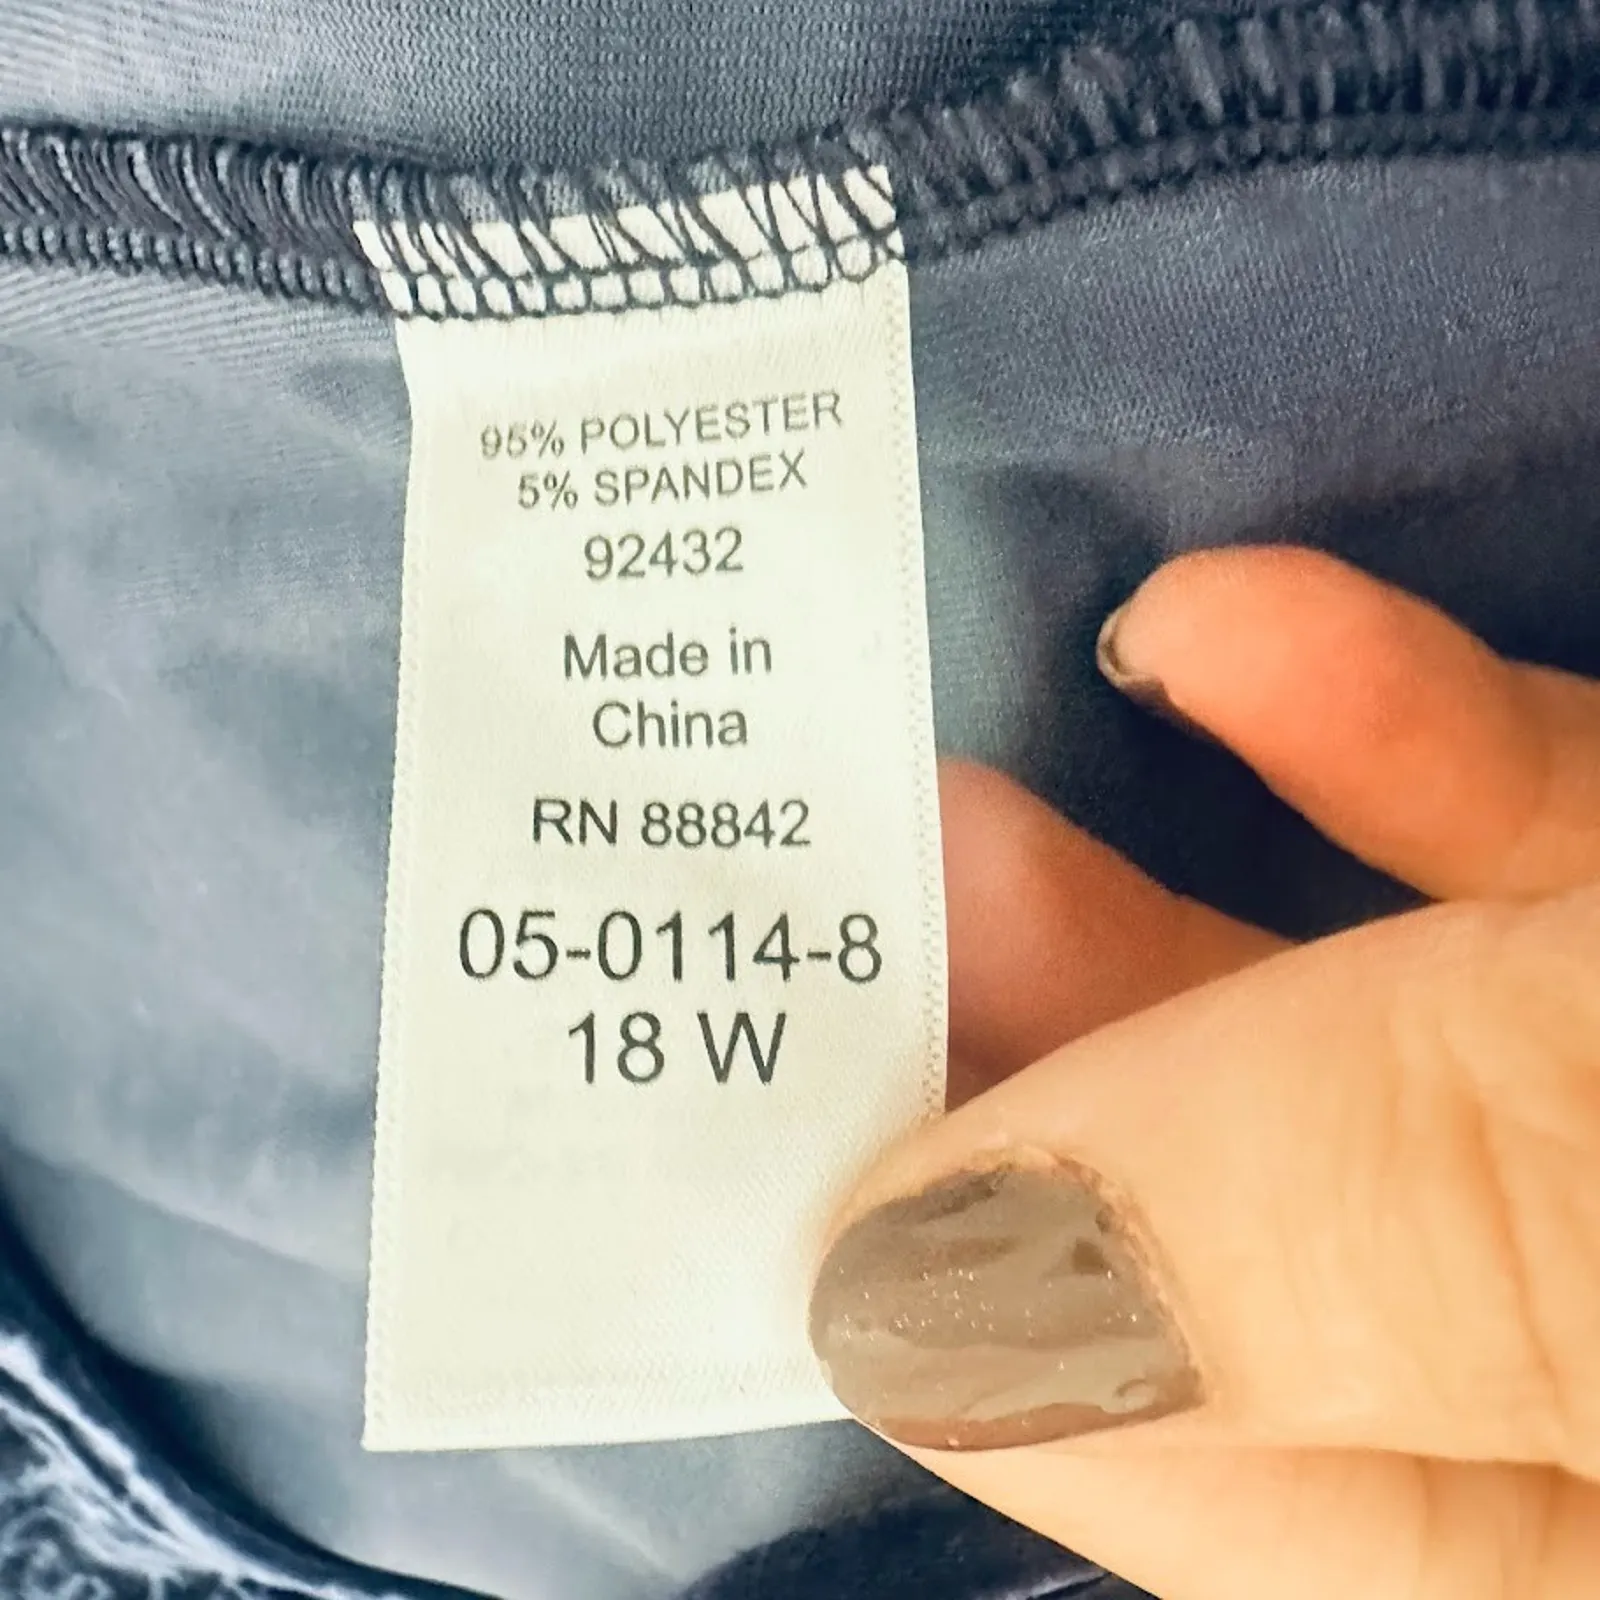 95% POLYESTER
5% SPANDEX
92432
Made in
China
RN 88842
05-0114-8
18 W